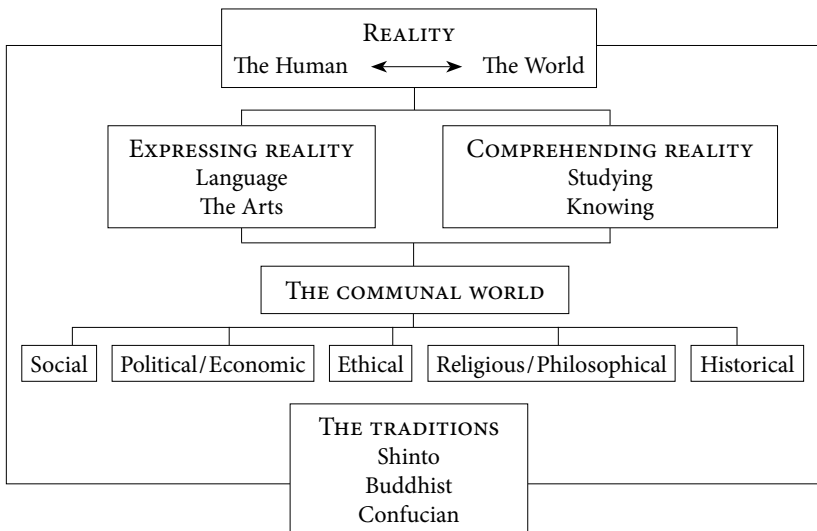 Reality
The Human The World
Expressing reality
Language
The Arts
Comprehending reality
Studying
Knowing
The communal world
Social
Political/Economic
Ethical
Religious/Philosophical
Historical
The traditions
Shinto
Buddhist
Confucian